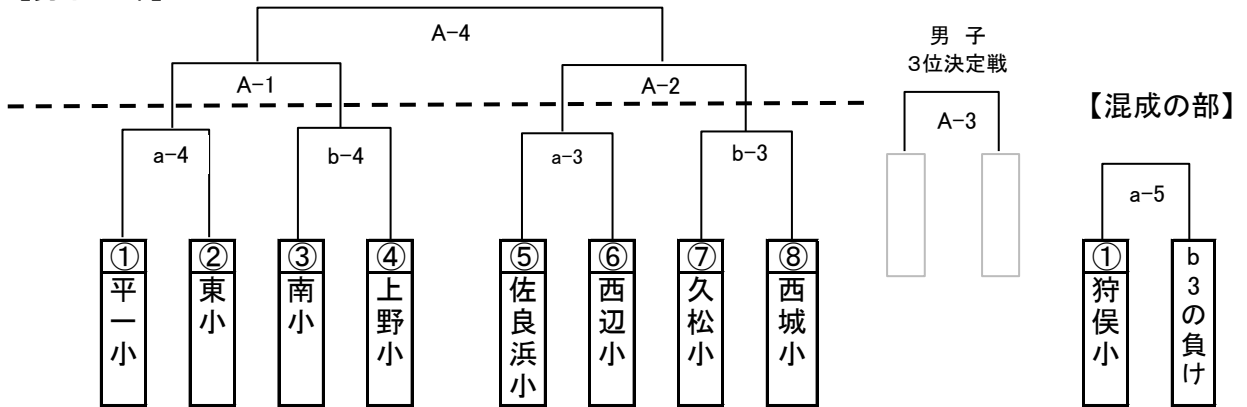 A-4
男 子
3位決定戦
A-1
A-2
A-3
【混成の部】
a-4
b-4
a-3
b-3
a-5
①
平一小
②
東小
③
南小
④
上野小
⑤
佐良浜小
⑥
西辺小
⑦
久松小
⑧
西城小
①
狩俣小
b3の負け